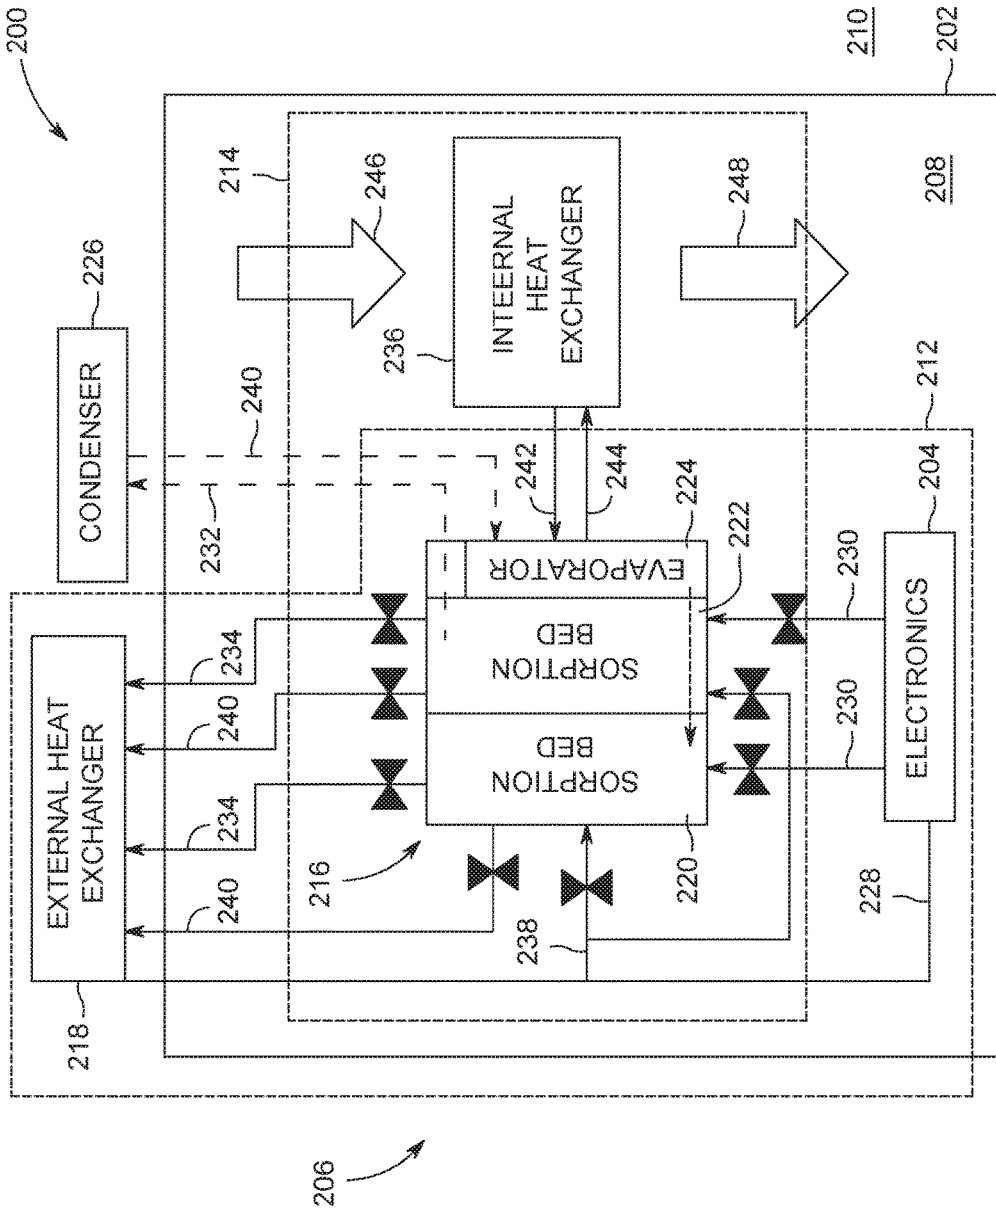 200
210
202
214
246
208
226
CONDENSER
236
INTEERNAL
HEAT
EXCHANGER
248
240
232
242
244
212
204
224
222
EVAPORATOR
SORPTION
BED
SORPTION
BED
230
230
ELECTRONICS
234
240
234
240
EXTERNAL HEAT
EXCHANGER
216
220
238
228
218
206